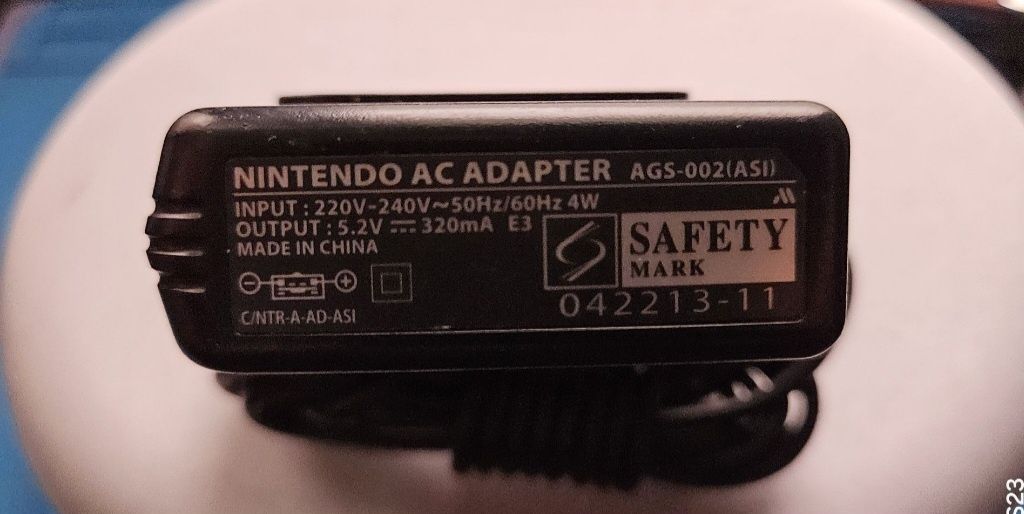 NINTENDO AC ADAPTER AGS-002(ASI)
INPUT : 220V-240V~50Hz/60Hz 4W
OUTPUT : 5.2V ⎓ 320mA E3
MADE IN CHINA
SAFETY
MARK
042213-11
C/NTR-A-AD-ASI